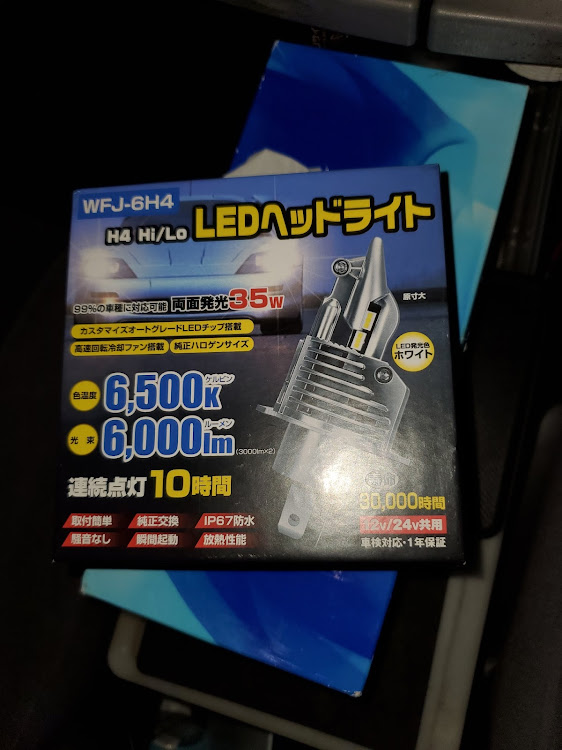 WFJ-6H4
H4 Hi/Lo LEDヘッドライト
原寸大
99%の車種に対応可能 両面発光35W
カスタマイズオートグレードLEDチップ搭載
高速回転冷却ファン搭載 純正ハロゲンサイズ
LED発光色
ホワイト
ケルビン
色温度 6,500K
ルーメン
光束 6,000lm (3000lm×2)
連続点灯10時間
30,000時間
取付簡単 純正交換 IP67防水
12v/24v共用
騒音なし 瞬間起動 放熱性能
車検対応・1年保証